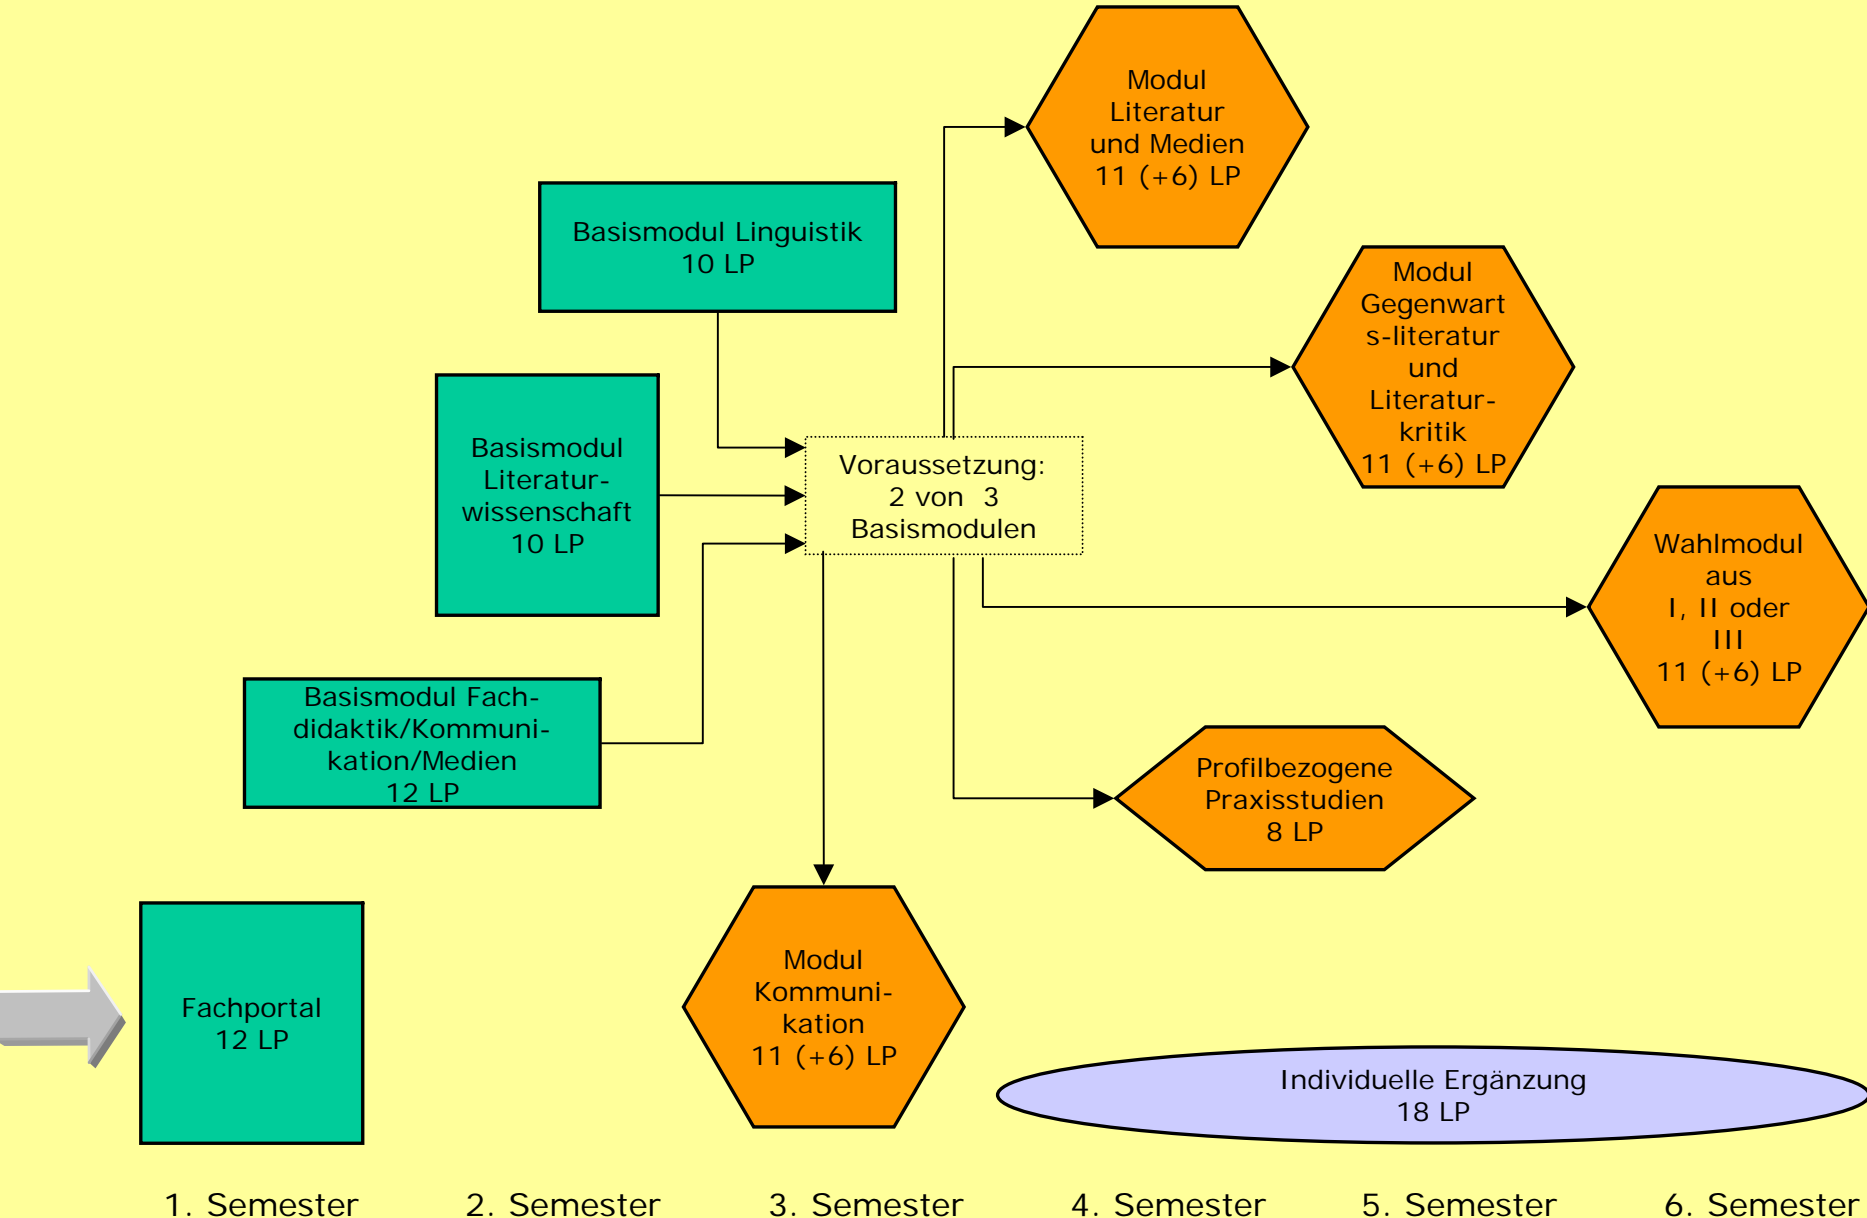 Modul
Literatur
und Medien
11 (+6) LP
Basismodul Linguistik
10 LP
Modul
Gegenwart
s-literatur
und
Literatur-
kritik
11 (+6) LP
Basismodul
Literatur-
wissenschaft
10 LP
Voraussetzung:
2 von 3
Basismodulen
Wahlmodul
aus
I, II oder
III
11 (+6) LP
Basismodul Fach-
didaktik/Kommuni-
kation/Medien
12 LP
Profilbezogene
Praxisstudien
8 LP
Fachportal
12 LP
Modul
Kommuni-
kation
11 (+6) LP
Individuelle Ergänzung
18 LP
1. Semester 2. Semester 3. Semester 4. Semester 5. Semester 6. Semester